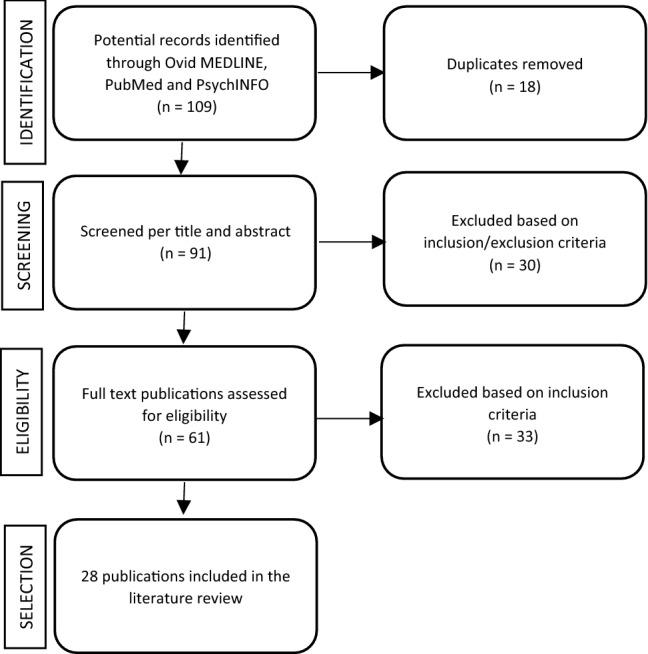 IDENTIFICATION
Potential records identified
through Ovid MEDLINE,
PubMed and PsychINFO
(n = 109)
Duplicates removed
(n = 18)
SCREENING
Screened per title and abstract
(n = 91)
Excluded based on
inclusion/exclusion criteria
(n = 30)
ELIGIBILITY
Full text publications assessed
for eligibility
(n = 61)
Excluded based on inclusion
criteria
(n = 33)
SELECTION
28 publications included in the
literature review